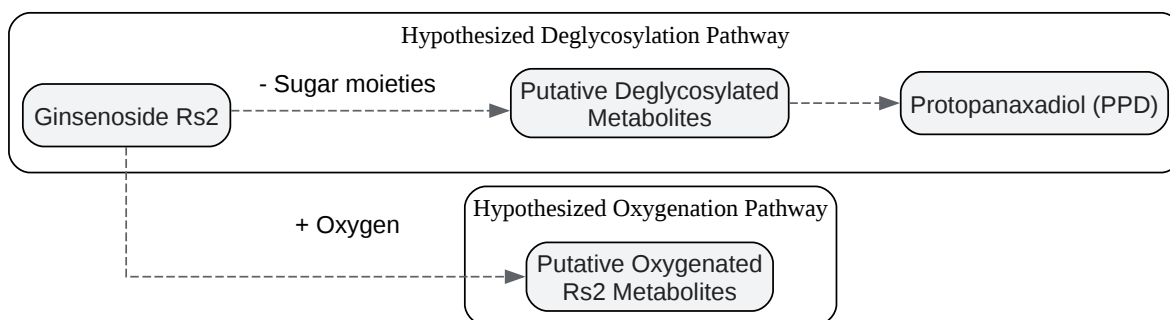 Hypothesized Deglycosylation Pathway
- Sugar moieties
Ginsenoside Rs2
Putative Deglycosylated
Metabolites
Protopanaxadiol (PPD)
Hypothesized Oxygenation Pathway
+ Oxygen
Putative Oxygenated
Rs2 Metabolites